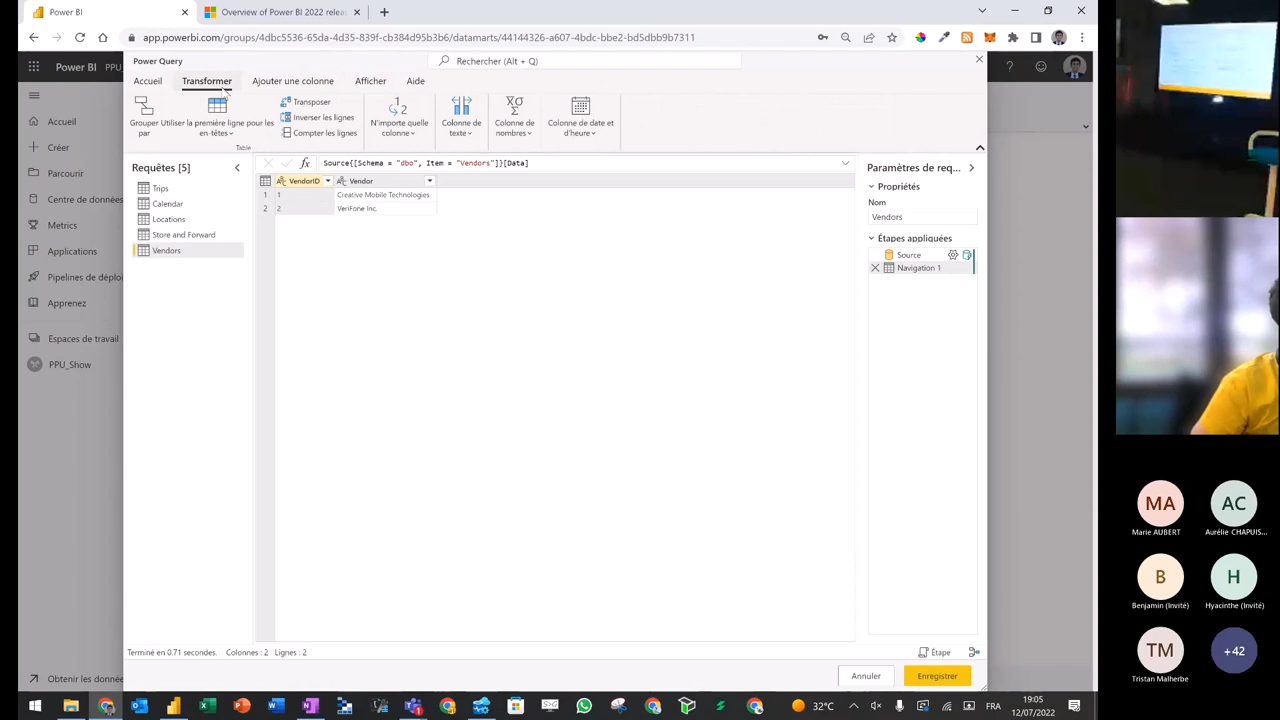 Power BI
Overview of Power BI 2022 relea
app.powerbi.com/groups/4dbc5536-65da-4d35-839f-cb384d95b3b6/datamarts/44144326-a607-4bdc-bbe2-bd5dbb9b7311
Power BI PPU_
Power Query
Rechercher (Alt + Q)
Accueil
Transformer
Ajouter une colonne
Afficher
Aide
Grouper par
Utiliser la première ligne pour les en-têtes
Transposer
Inverser les lignes
Compter les lignes
N'importe quelle colonne
Colonne de texte
Colonne de nombres
Colonne de date et d'heure
Table
Accueil
Créer
Parcourir
Centre de données
Metrics
Applications
Pipelines de déploi
Apprenez
Espaces de travail
PPU_Show
Obtenir les donnée
Requêtes [5]
Trips
Calendar
Locations
Store and Forward
Vendors
fx Source{[Schema = "dbo", Item = "Vendors"]}[Data]
VendorID Vendor
1 1 Creative Mobile Technologies
2 2 VeriFone Inc.
Paramètres de req...
Propriétés
Nom
Vendors
Étapes appliquées
Source
Navigation 1
Terminé en 0.71 secondes. Colonnes : 2 Lignes : 2
Étape
Annuler
Enregistrer
MA
Marie AUBERT
AC
Aurélie CHAPUIS...
B
Benjamin (Invité)
H
Hyacinthe (Invité)
TM
Tristan Malherbe
+42
32°C
FRA
19:05
12/07/2022